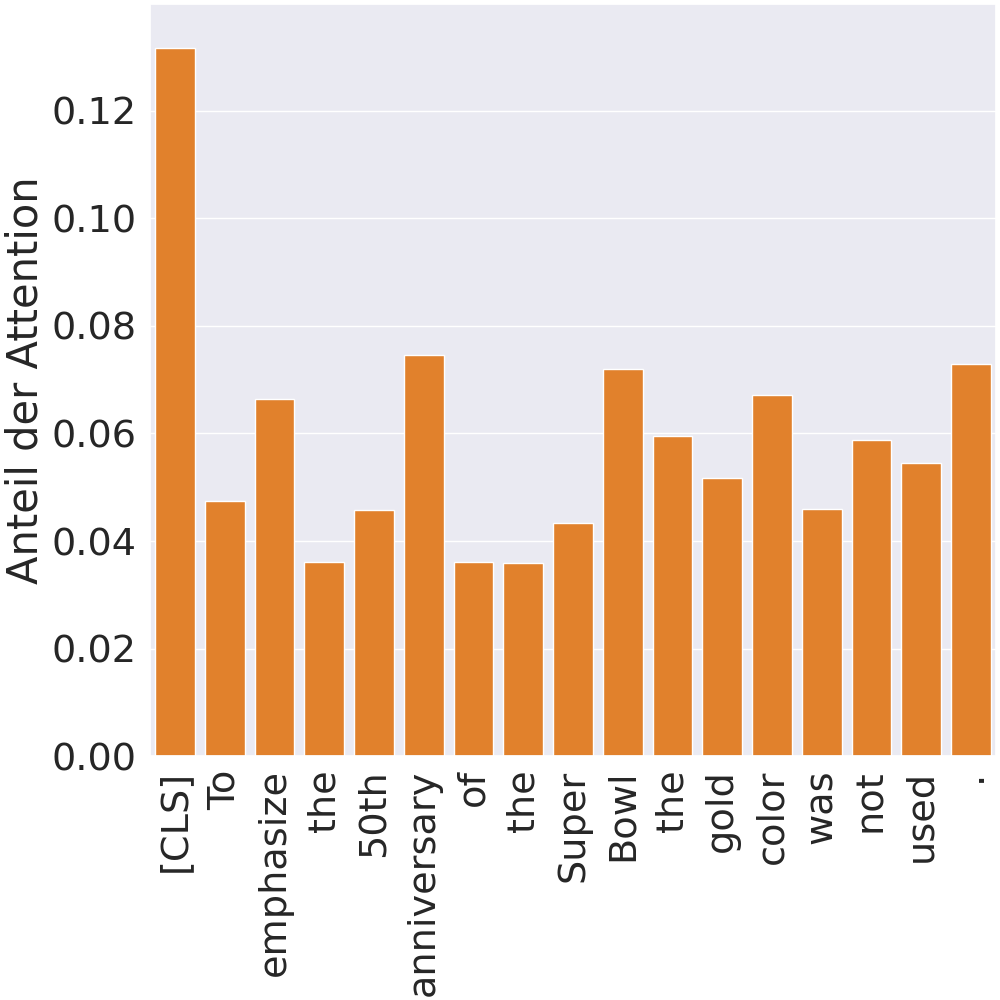 Anteil der Attention
0.12
0.10
0.08
0.06
0.04
0.02
0.00
[CLS]
To
emphasize
the
50th
anniversary
of
the
Super
Bowl
the
gold
color
was
not
used
.